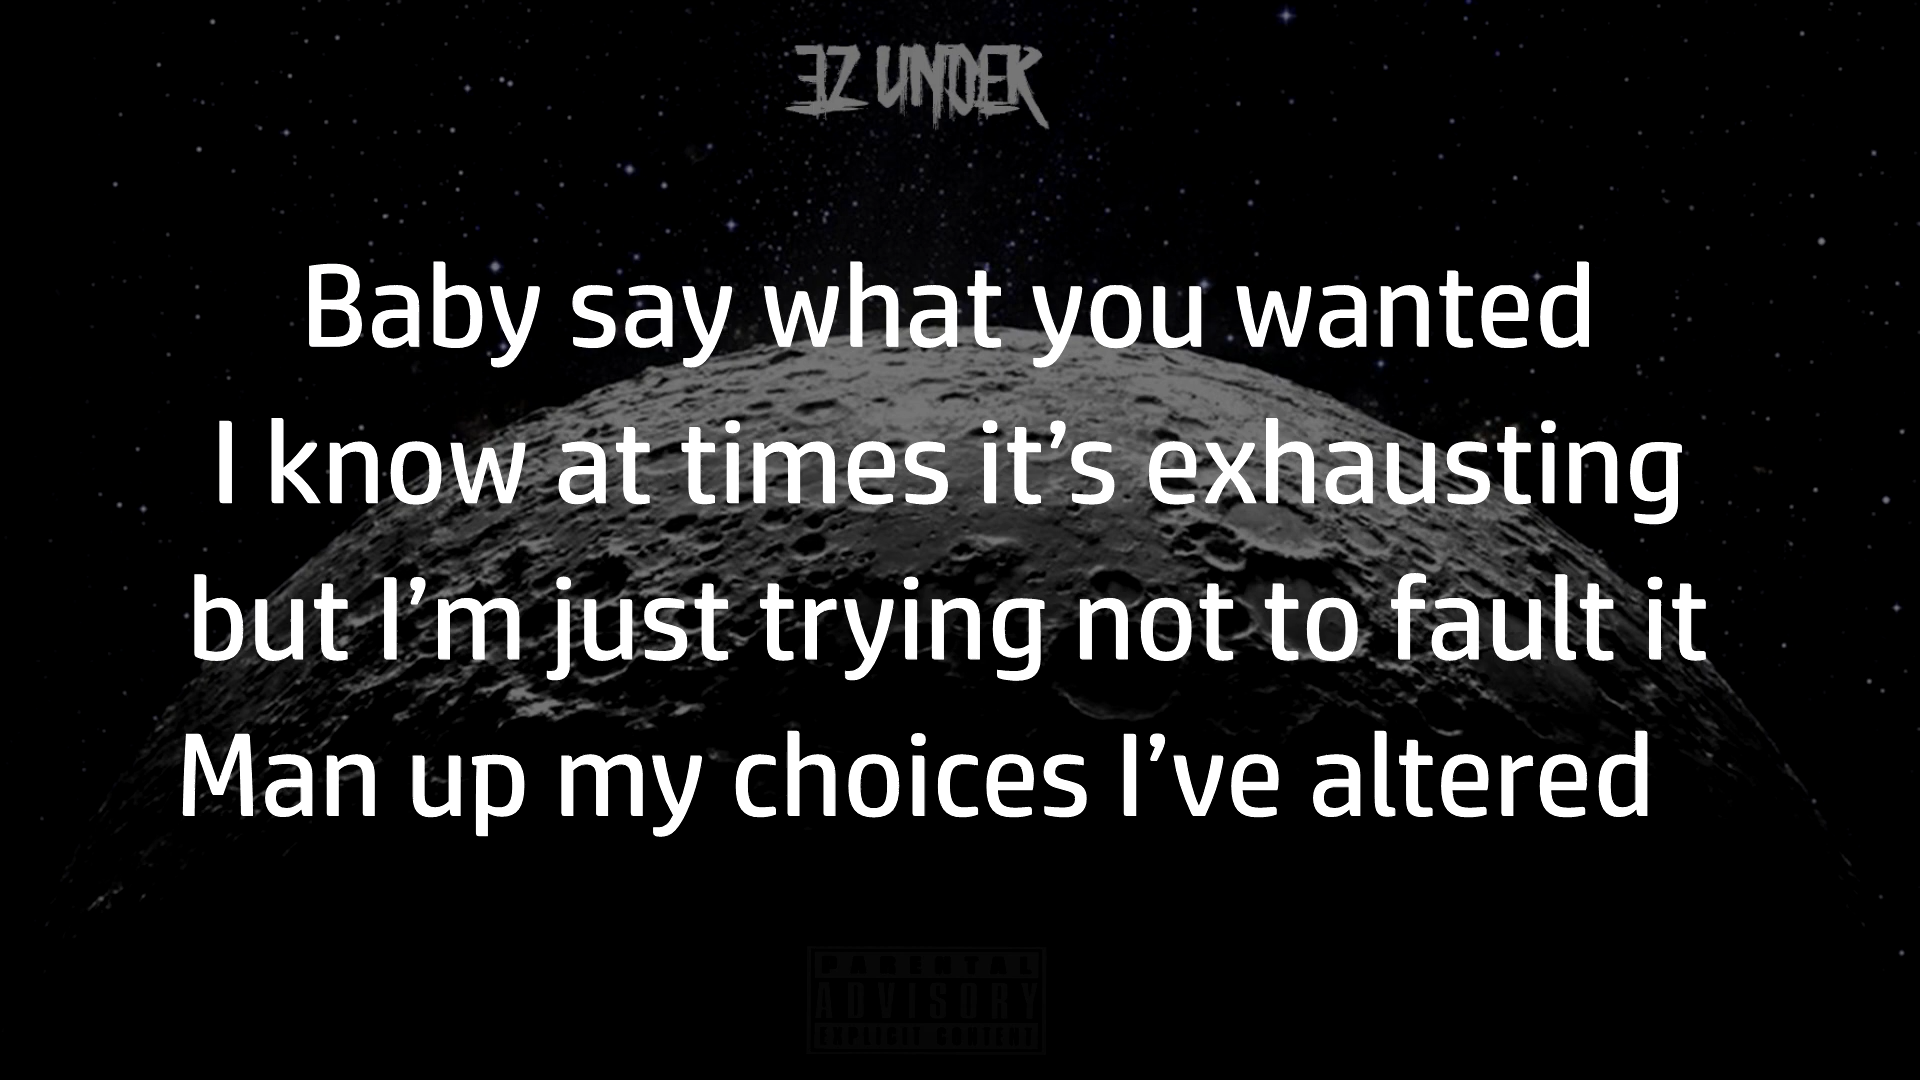 EZ UNDER
Baby say what you wanted
I know at times it’s exhausting
but I’m just trying not to fault it
Man up my choices I’ve altered
PARENTAL
ADVISORY
EXPLICIT CONTENT